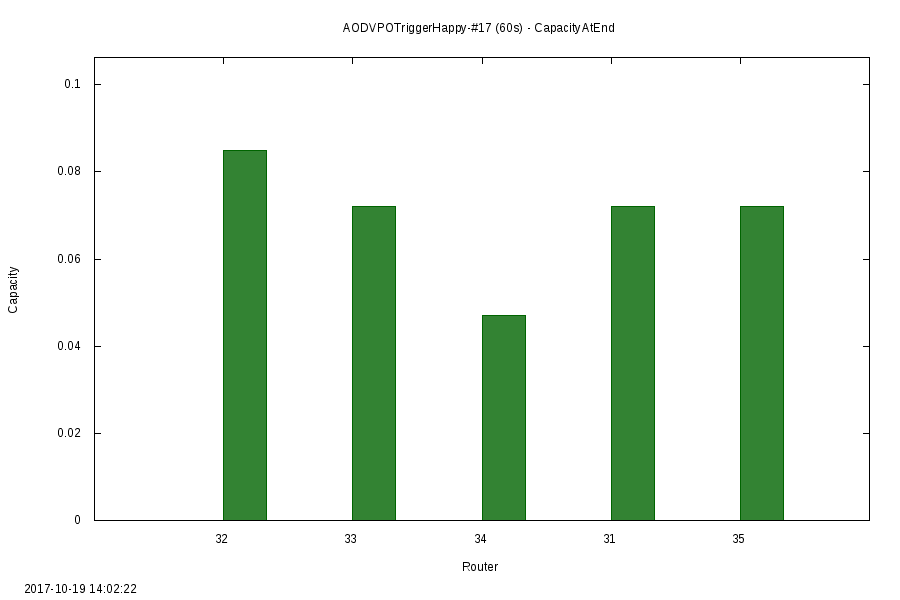 AODVPOTriggerHappy-#17 (60s) - CapacityAtEnd
0.1
0.08
0.06
0.04
0.02
0
Capacity
32 33 34 31 35
Router
2017-10-19 14:02:22